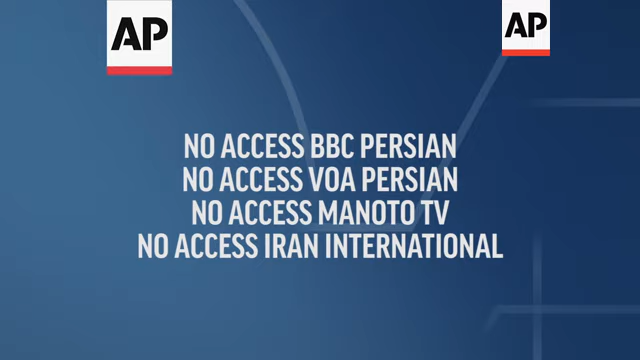 AP
AP
NO ACCESS BBC PERSIAN
NO ACCESS VOA PERSIAN
NO ACCESS MANOTO TV
NO ACCESS IRAN INTERNATIONAL